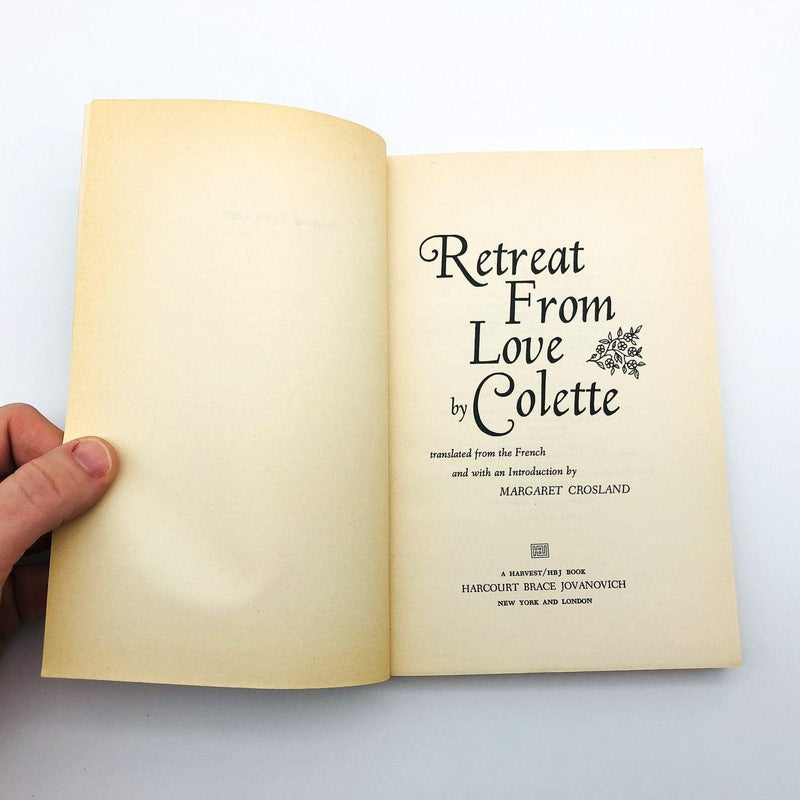 Retreat
From
Love
by Colette
translated from the French
and with an Introduction by
MARGARET CROSLAND
HBJ
A HARVEST/HBJ BOOK
HARCOURT BRACE JOVANOVICH
NEW YORK AND LONDON